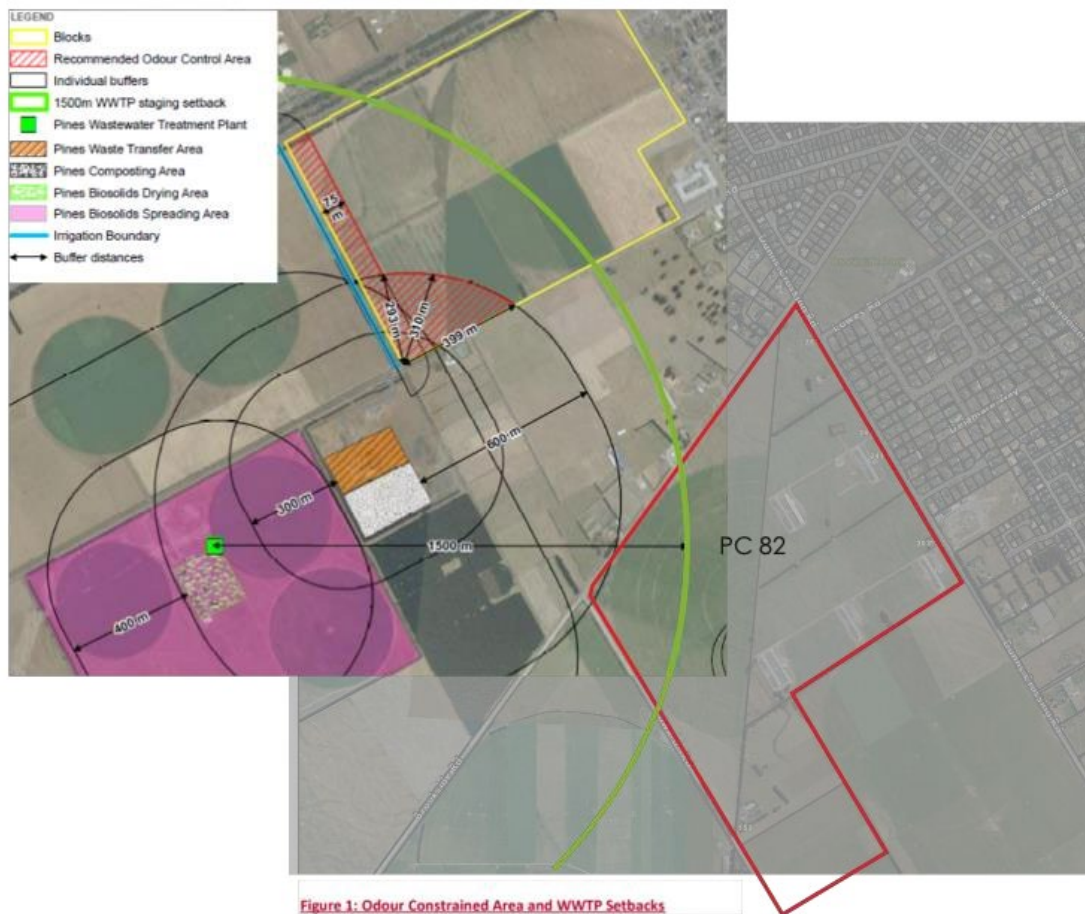 LEGEND
Blocks
Recommended Odour Control Area
Individual buffers
1500m WWTP staging setback
Pines Wastewater Treatment Plant
Pines Waste Transfer Area
Pines Composting Area
Pines Biosolids Drying Area
Pines Biosolids Spreading Area
Irrigation Boundary
Buffer distances
75
m
293 m
310 m
399 m
600 m
300 m
1500 m
PC 82
400 m
Figure 1: Odour Constrained Area and WWTP Setbacks